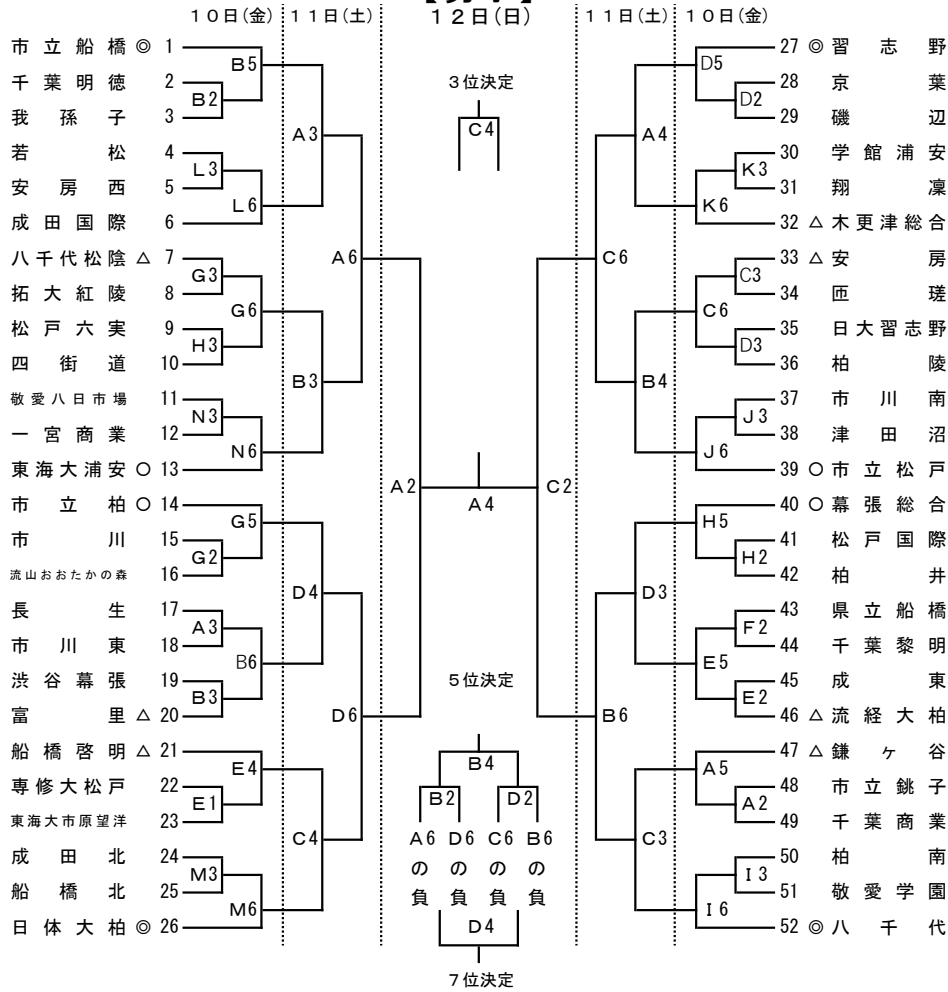 10日(金) 11日(土) 12日(日) 11日(土) 10日(金)
市立船橋 ◎ 1
千葉明徳 2
我孫子 3
若松 4
安房西 5
成田国際 6
八千代松陰 △ 7
拓大紅陵 8
松戸六実 9
四街道 10
敬愛八日市場 11
一宮商業 12
東海大浦安 ○ 13
市立柏 ○ 14
市川 15
流山おおたかの森 16
長生 17
市川東 18
渋谷幕張 19
富里 △ 20
船橋啓明 △ 21
専修大松戸 22
東海大市原望洋 23
成田北 24
船橋北 25
日体大柏 ◎ 26
B5
B2
L3
L6
G3
G6
H3
N3
N6
G5
G2
A3
B6
B3
E4
E1
M3
M6
A3
B3
D4
C4
A6
D6
A2
3位決定
C4
A4
5位決定
B4
B2 D2
A6の負 D6の負 C6の負 B6の負
D4
7位決定
C2
C6
B6
A4
B4
D3
C3
D5
D2
K3
K6
C3
C6
D3
J3
J6
H5
H2
F2
E5
E2
A5
A2
I3
I6
27 ◎ 習志野
28 京葉
29 磯辺
30 学館浦安
31 翔凜
32 △ 木更津総合
33 △ 安房
34 匝瑳
35 日大習志野
36 柏陵
37 市川南
38 津田沼
39 ○ 市立松戸
40 ○ 幕張総合
41 松戸国際
42 柏井
43 県立船橋
44 千葉黎明
45 成東
46 △ 流経大柏
47 △ 鎌ヶ谷
48 市立銚子
49 千葉商業
50 柏南
51 敬愛学園
52 ◎ 八千代